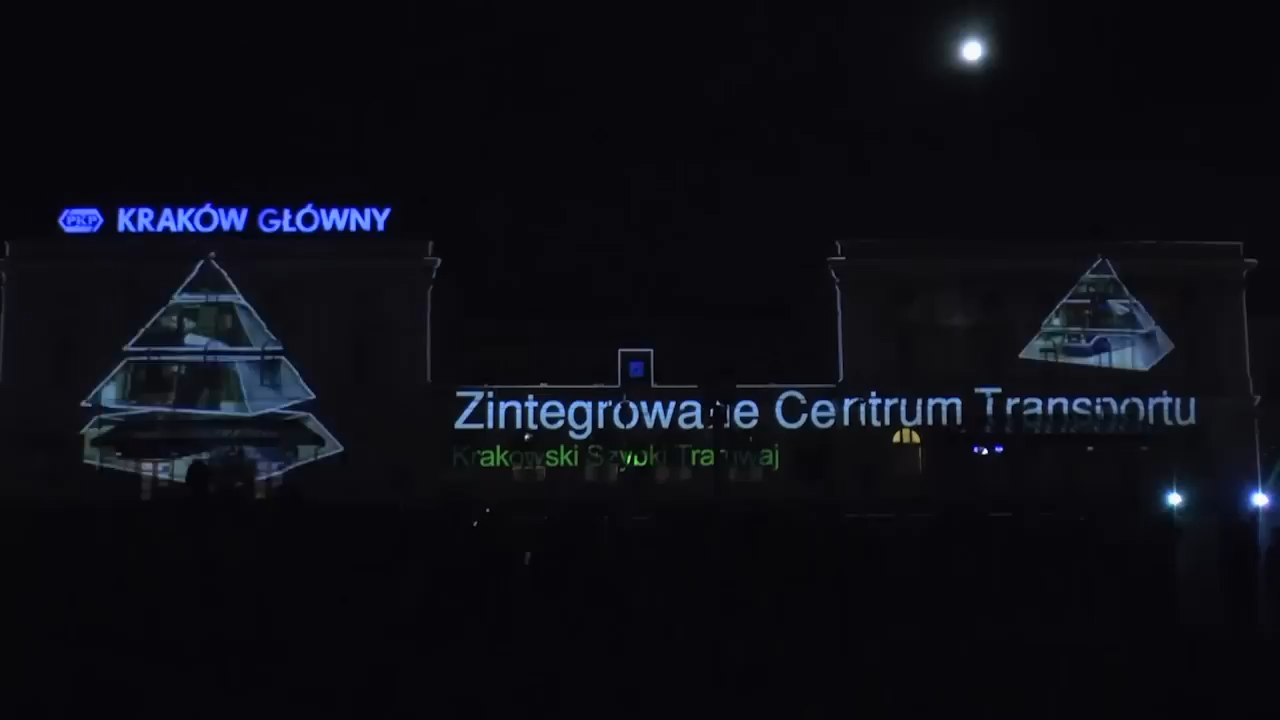 PKP KRAKÓW GŁÓWNY
Zintegrowane Centrum Transportu
Krakowski Szybki Tramwaj